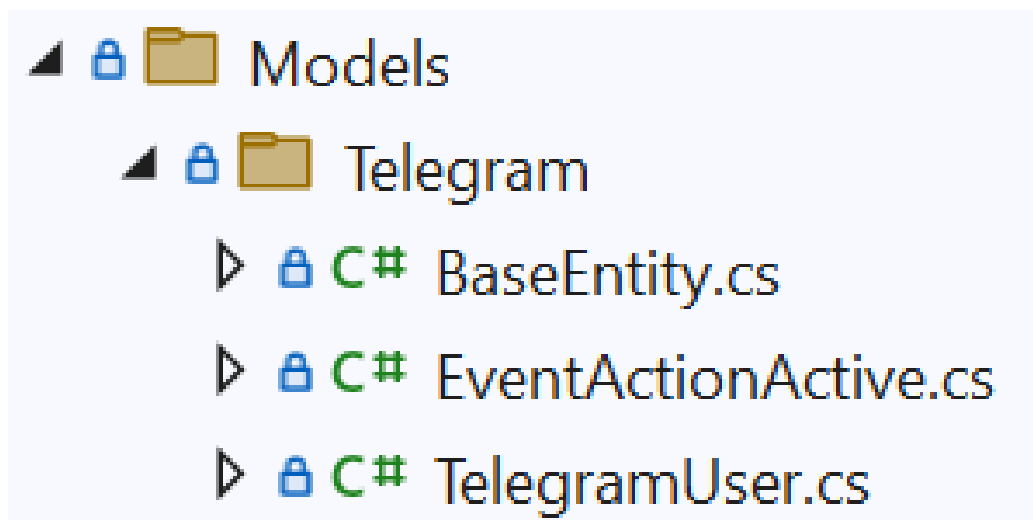 Models
Telegram
C# BaseEntity.cs
C# EventActionActive.cs
C# TelegramUser.cs